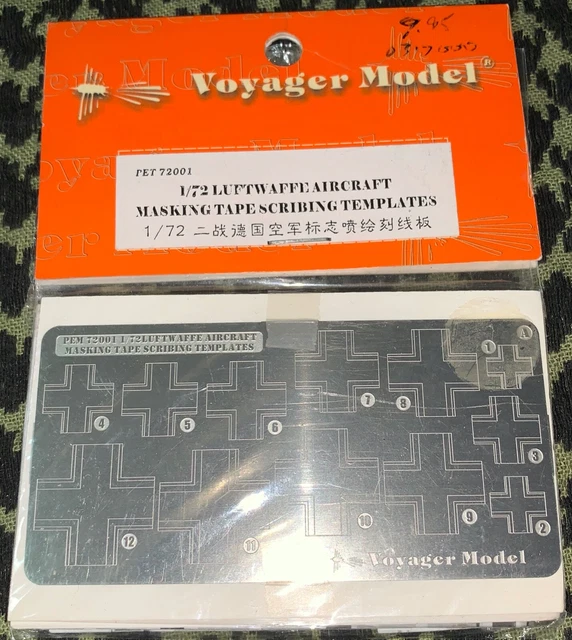 9.85
Voyager Model®
PET 72001
1/72 LUFTWAFFE AIRCRAFT
MASKING TAPE SCRIBING TEMPLATES
1/72 二战德国空军标志喷绘刻线板
PEM 72001 1/72LUFTWAFFE AIRCRAFT
MASKING TAPE SCRIBING TEMPLATES
A
1
4
5
6
7
8
3
12
11
10
9
2
Voyager Model